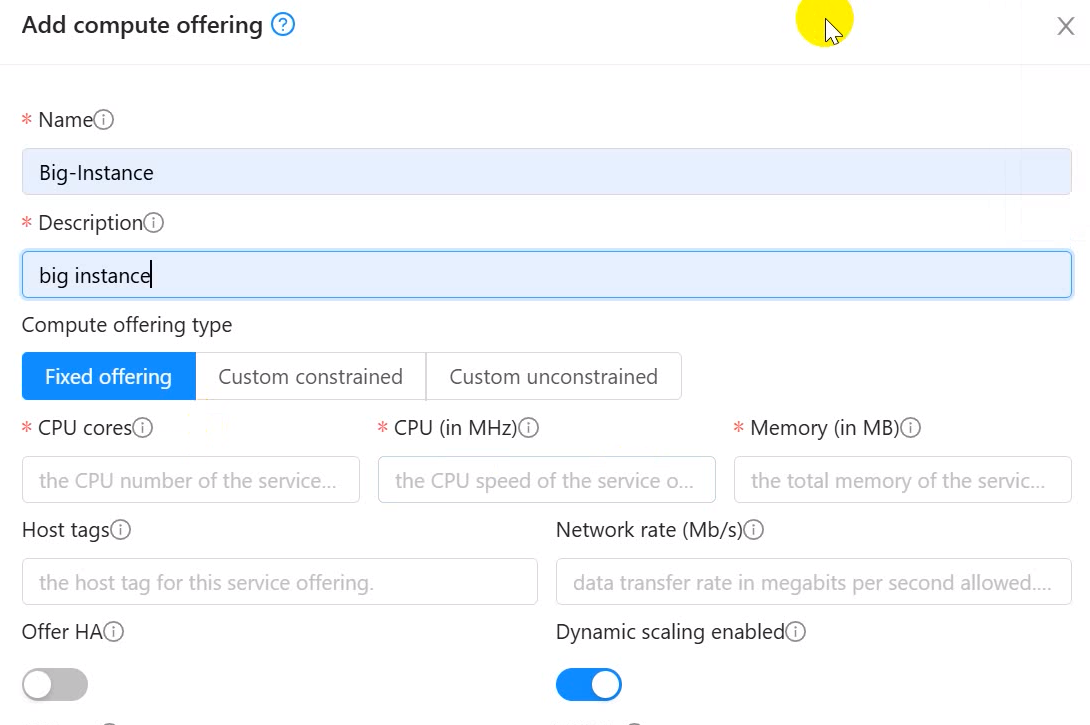 Add compute offering
* Name
Big-Instance
* Description
big instance
Compute offering type
Fixed offering Custom constrained Custom unconstrained
* CPU cores * CPU (in MHz) * Memory (in MB)
the CPU number of the service... the CPU speed of the service o... the total memory of the servic...
Host tags Network rate (Mb/s)
the host tag for this service offering. data transfer rate in megabits per second allowed....
Offer HA Dynamic scaling enabled